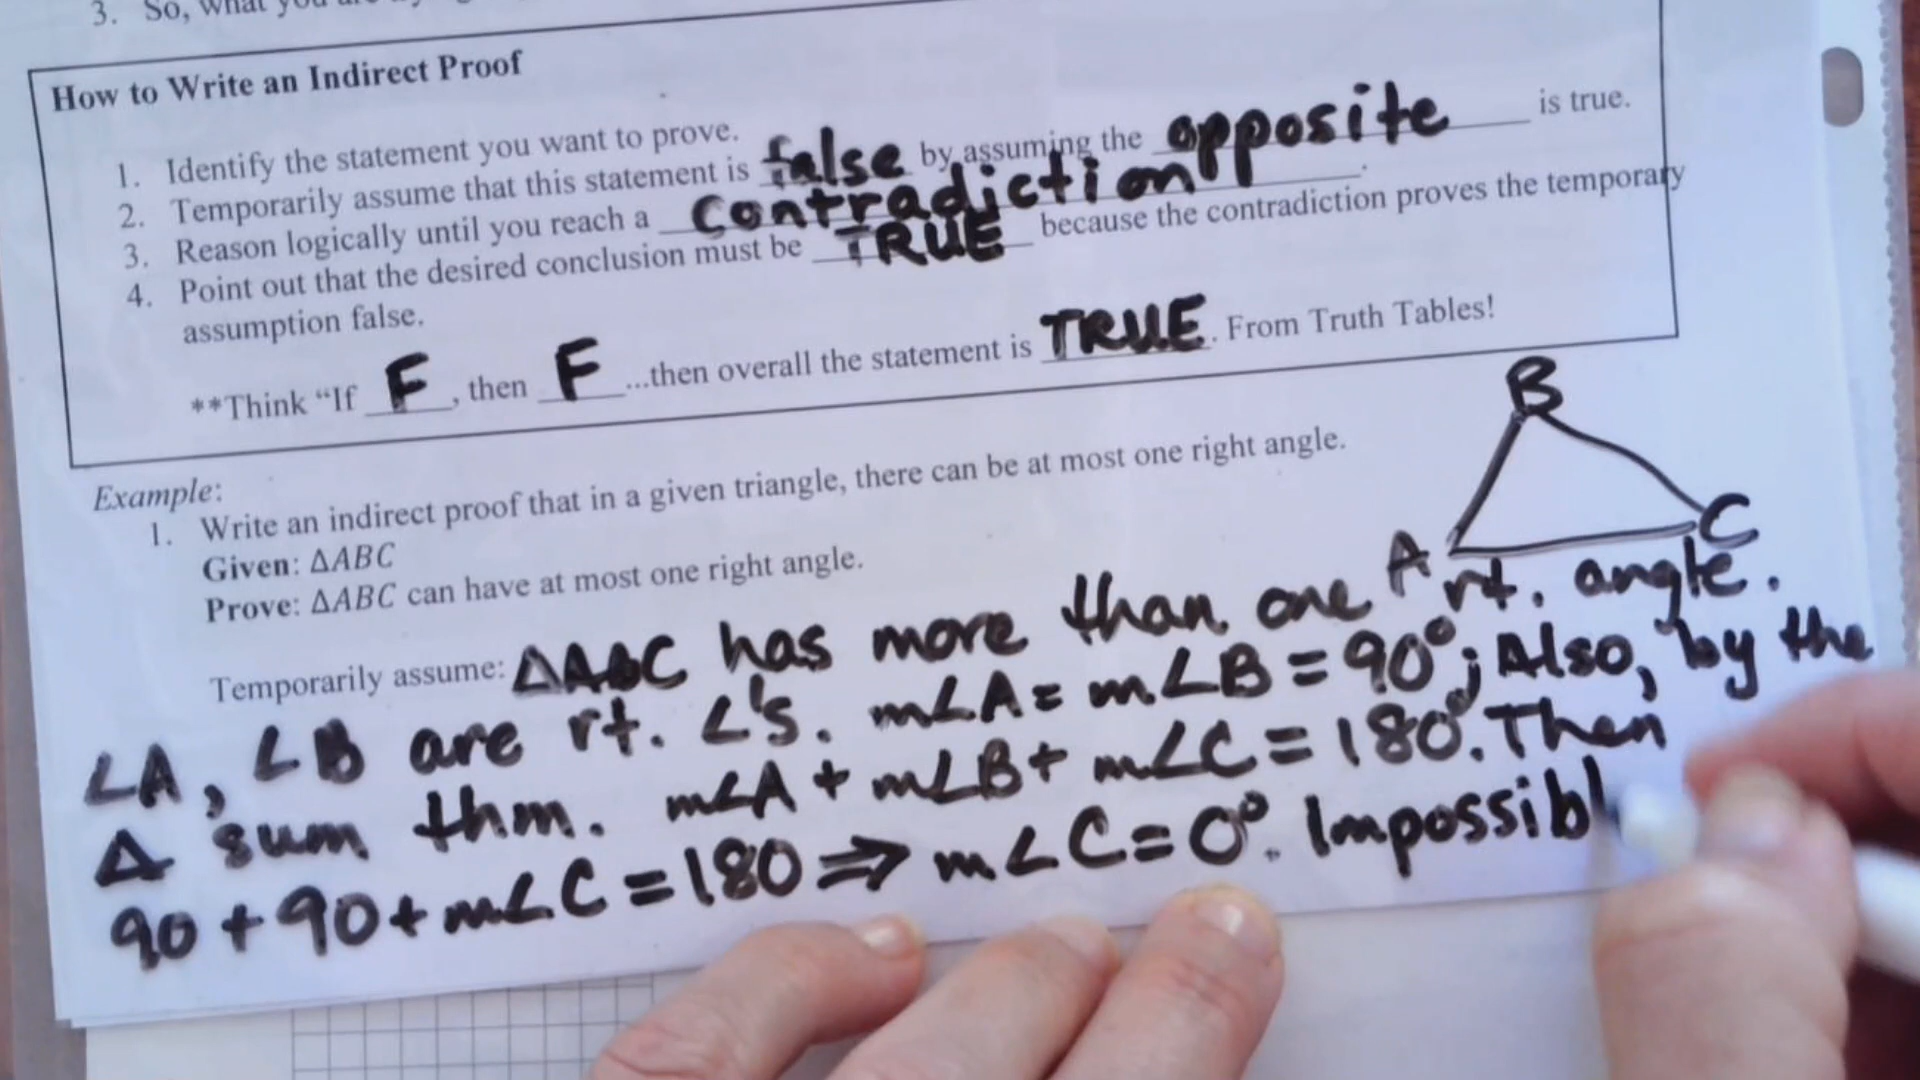 3. So, what you are
How to Write an Indirect Proof
1. Identify the statement you want to prove.
2. Temporarily assume that this statement is false by assuming the opposite is true.
3. Reason logically until you reach a contradiction.
4. Point out that the desired conclusion must be TRUE because the contradiction proves the temporary
assumption false.
**Think “If F, then F ...then overall the statement is TRUE. From Truth Tables!
B
Example:
1. Write an indirect proof that in a given triangle, there can be at most one right angle.
C
Given: ΔABC
A
Prove: ΔABC can have at most one right angle.
Temporarily assume: ΔABC has more than one rt. angle.
∠A, ∠B are rt. ∠'s. m∠A = m∠B = 90°; Also, by the
Δ sum thm. m∠A + m∠B + m∠C = 180°. Then
90 + 90 + m∠C = 180 ⇒ m∠C = 0°. Impossibl